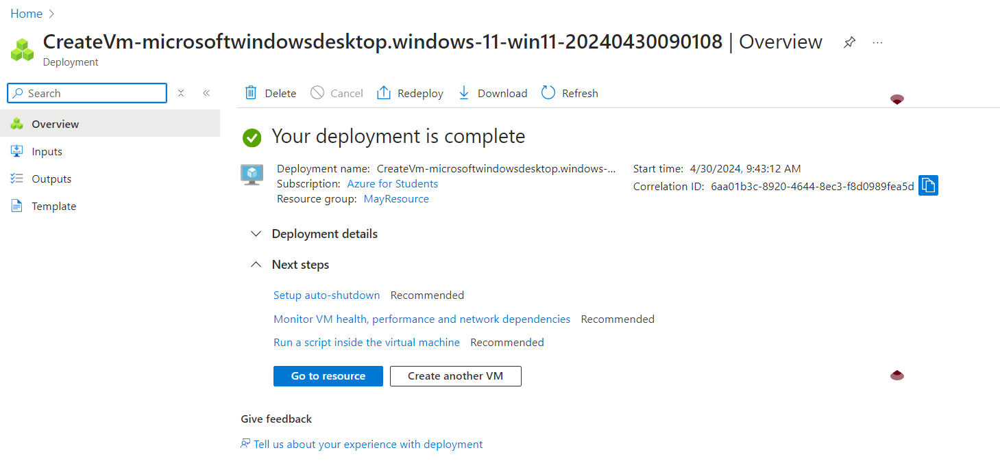 Home
CreateVm-microsoftwindowsdesktop.windows-11-win11-20240430090108 | Overview
Deployment
Search
Overview
Inputs
Outputs
Template
Delete Cancel Redeploy Download Refresh
Your deployment is complete
Deployment name: CreateVm-microsoftwindowsdesktop.windows-...
Subscription: Azure for Students
Resource group: MayResource
Start time: 4/30/2024, 9:43:12 AM
Correlation ID: 6aa01b3c-8920-4644-8ec3-f8d0989fea5d
Deployment details
Next steps
Setup auto-shutdown Recommended
Monitor VM health, performance and network dependencies Recommended
Run a script inside the virtual machine Recommended
Go to resource Create another VM
Give feedback
Tell us about your experience with deployment